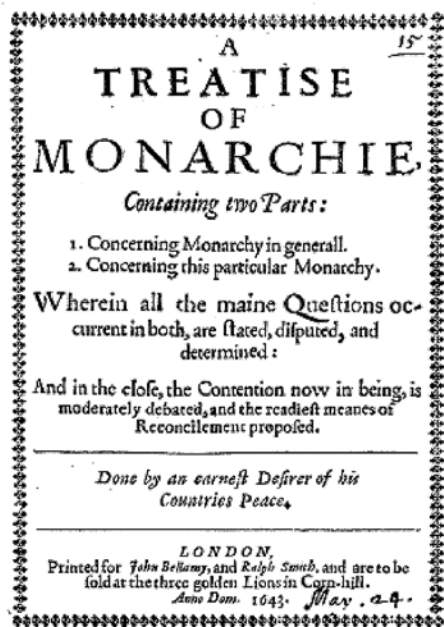 15
A
TREATISE
OF
MONARCHIE,
Containing two Parts:
1. Concerning Monarchy in generall.
2. Concerning this particular Monarchy.
Wherein all the maine Queſtions oc-
current in both, are ſtated, diſputed, and
determined:
And in the cloſe, the Contention now in being, is
moderately debated, and the readieſt meanes of
Reconcilement propoſed.
Done by an earneſt Deſirer of his
Countries Peace.
LONDON,
Printed for John Bellamy, and Ralph Smith, and are to be
ſold at the three golden Lions in Corn-hill.
Anno Dom. 1643. May. 24.